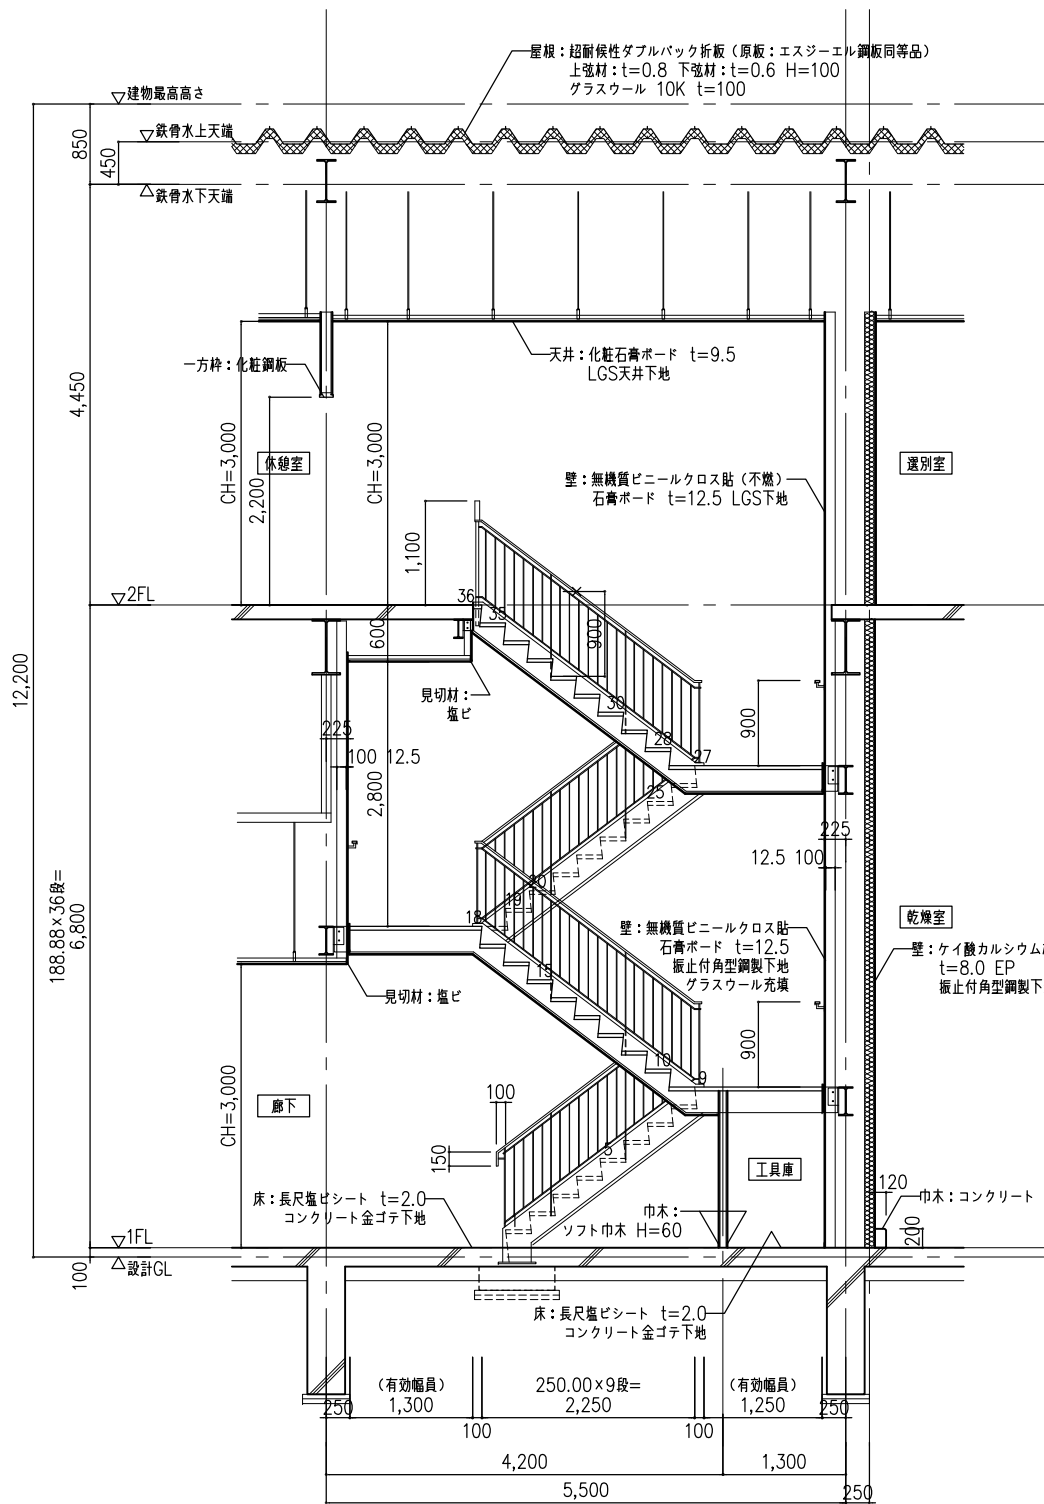 屋根：超耐候性ダブルパック折板（原板：エスジーエル鋼板同等品）
上弦材：t=0.8 下弦材：t=0.6 H=100
グラスウール 10K t=100
▽建物最高高さ
▽鉄骨水上天端
850
450
△鉄骨水下天端
天井：化粧石膏ボード t=9.5
LGS天井下地
一方枠：化粧鋼板
4,450
CH=3,000
休憩室
2,200
CH=3,000
選別室
壁：無機質ビニールクロス貼（不燃）
石膏ボード t=12.5 LGS下地
1,100
▽2FL
36
35
600
900
12,200
見切材：
塩ビ
30
28
27
900
225
100 12.5
2,800
25
225
12.5 100
188.88×36段=
6,800
20
19
18
乾燥室
壁：無機質ビニールクロス貼
石膏ボード t=12.5
振止付角型鋼製下地
グラスウール充填
壁：ケイ酸カルシウム
t=8.0 EP
振止付角型鋼製下
15
見切材：塩ビ
900
10
9
CH=3,000
廊下
100
150
5
工具庫
120
巾木：コンクリート
200
床：長尺塩ビシート t=2.0
コンクリート金ゴテ下地
巾木：
ソフト巾木 H=60
▽1FL
△設計GL
100
床：長尺塩ビシート t=2.0
コンクリート金ゴテ下地
（有効幅員）
1,300
250.00×9段=
2,250
（有効幅員）
1,250
250
250
100
100
4,200
1,300
5,500
250